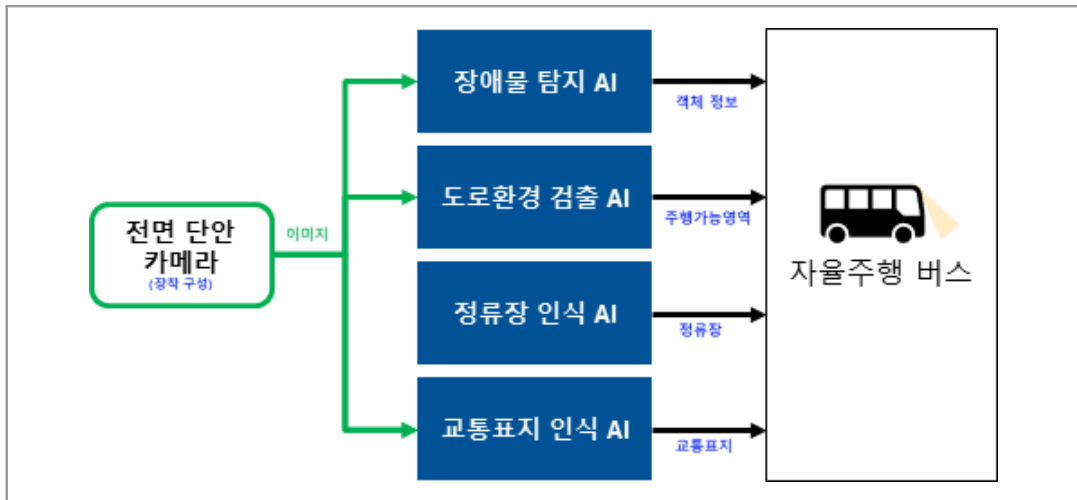 전면 단안
카메라
(장착 구성)
이미지
장애물 탐지 AI
객체 정보
도로환경 검출 AI
주행가능영역
정류장 인식 AI
정류장
교통표지 인식 AI
교통표지
자율주행 버스